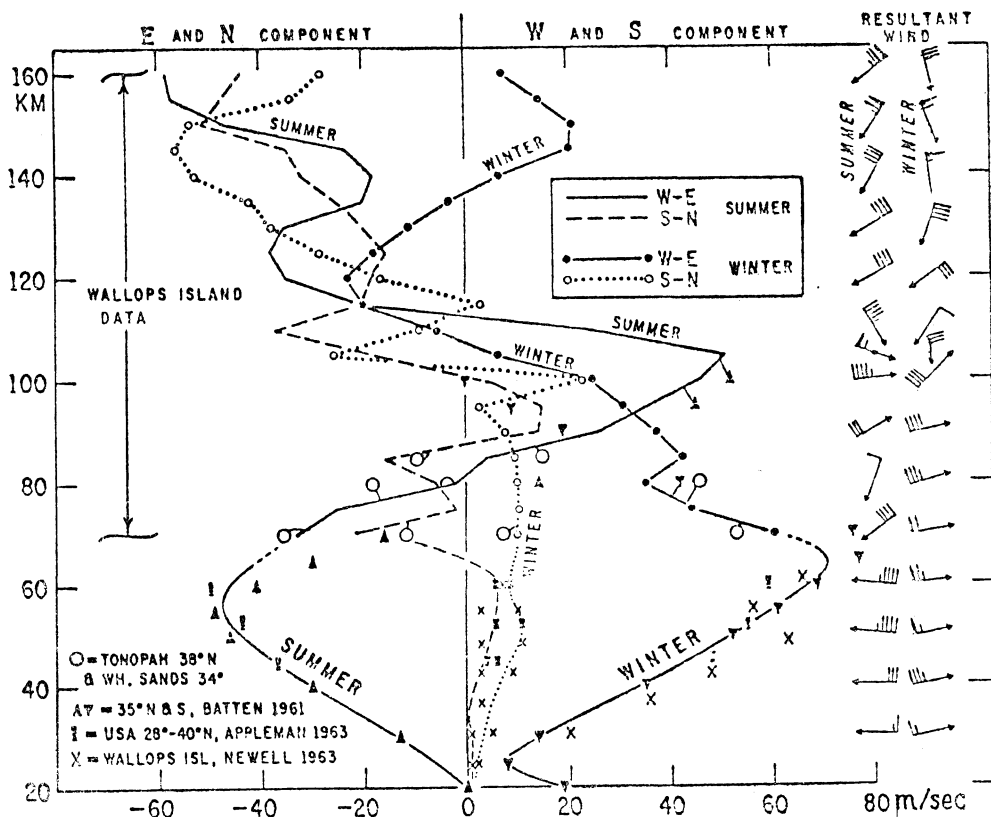 E AND N COMPONENT
W AND S COMPONENT
RESULTANT
WIND
160
KM
140
120
100
80
60
40
20
SUMMER
WINTER
SUMMER
WINTER
W-E
S-N
SUMMER
W-E
S-N
WINTER
WALLOPS ISLAND
DATA
SUMMER
WINTER
WINTER
SUMMER
WINTER
O = TONOPAH 38°N
& WH. SANDS 34°
= 35°N & S, BATTEN 1961
I = USA 28°-40°N, APPLEMAN 1963
X = WALLOPS ISL, NEWELL 1963
-60 -40 -20 0 20 40 60 80 m/sec